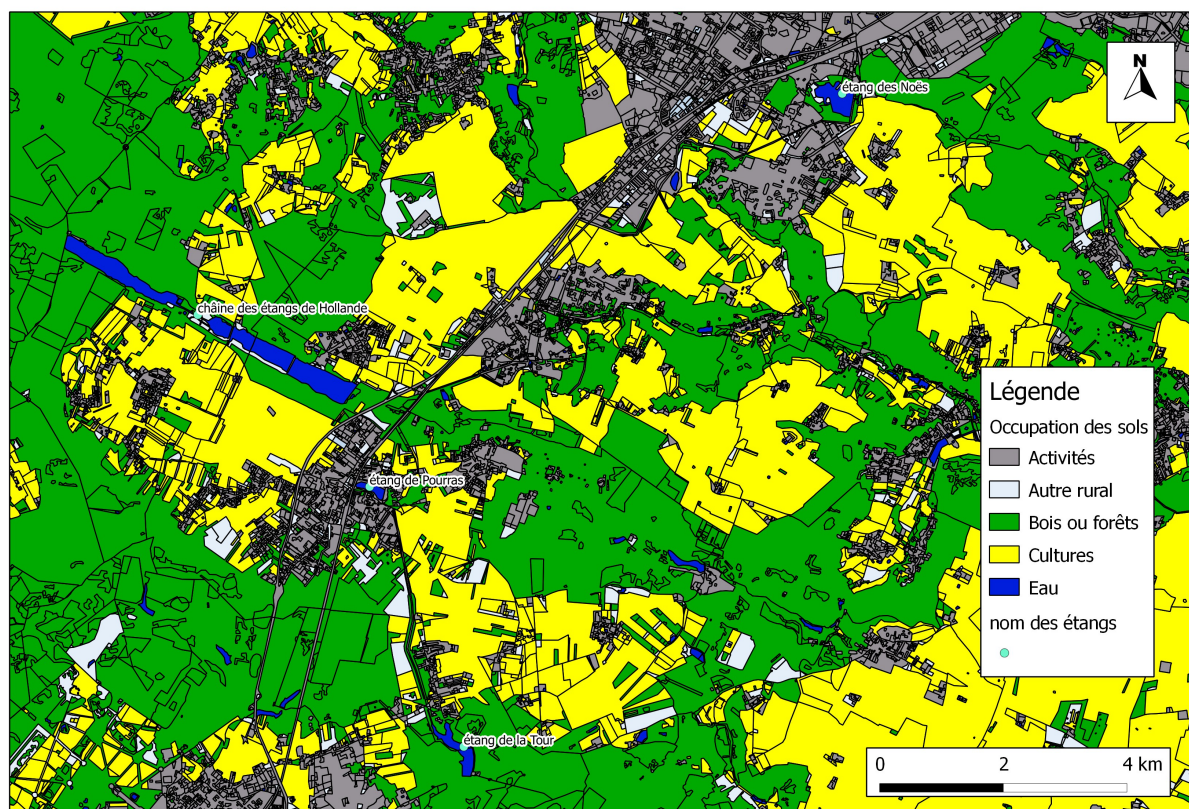 N
étang des Noës
châine des étangs de Hollande
étang de Pourras
étang de la Tour
Légende
Occupation des sols
Activités
Autre rural
Bois ou forêts
Cultures
Eau
nom des étangs
0 2 4 km